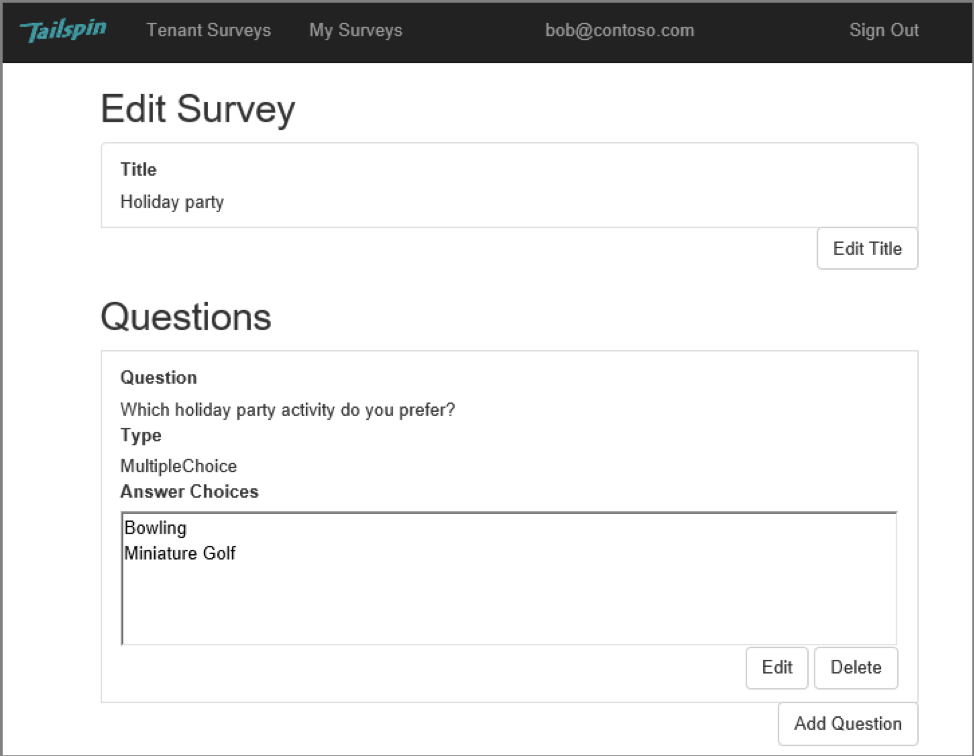 Tailspin Tenant Surveys My Surveys bob@contoso.com Sign Out
Edit Survey
Title
Holiday party
Edit Title
Questions
Question
Which holiday party activity do you prefer?
Type
MultipleChoice
Answer Choices
Bowling
Miniature Golf
Edit Delete
Add Question